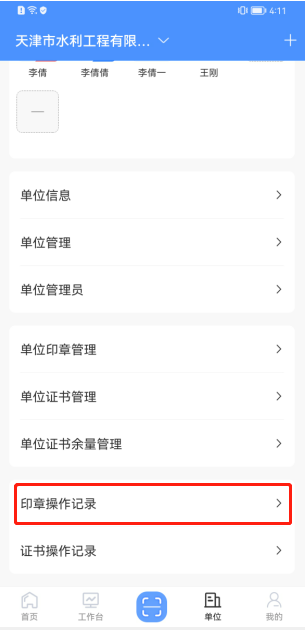 4:11
天津市水利工程有限...
李倩 李倩倩 李倩一 王刚
单位信息
单位管理
单位管理员
单位印章管理
单位证书管理
单位证书余量管理
印章操作记录
证书操作记录
首页 工作台 单位 我的